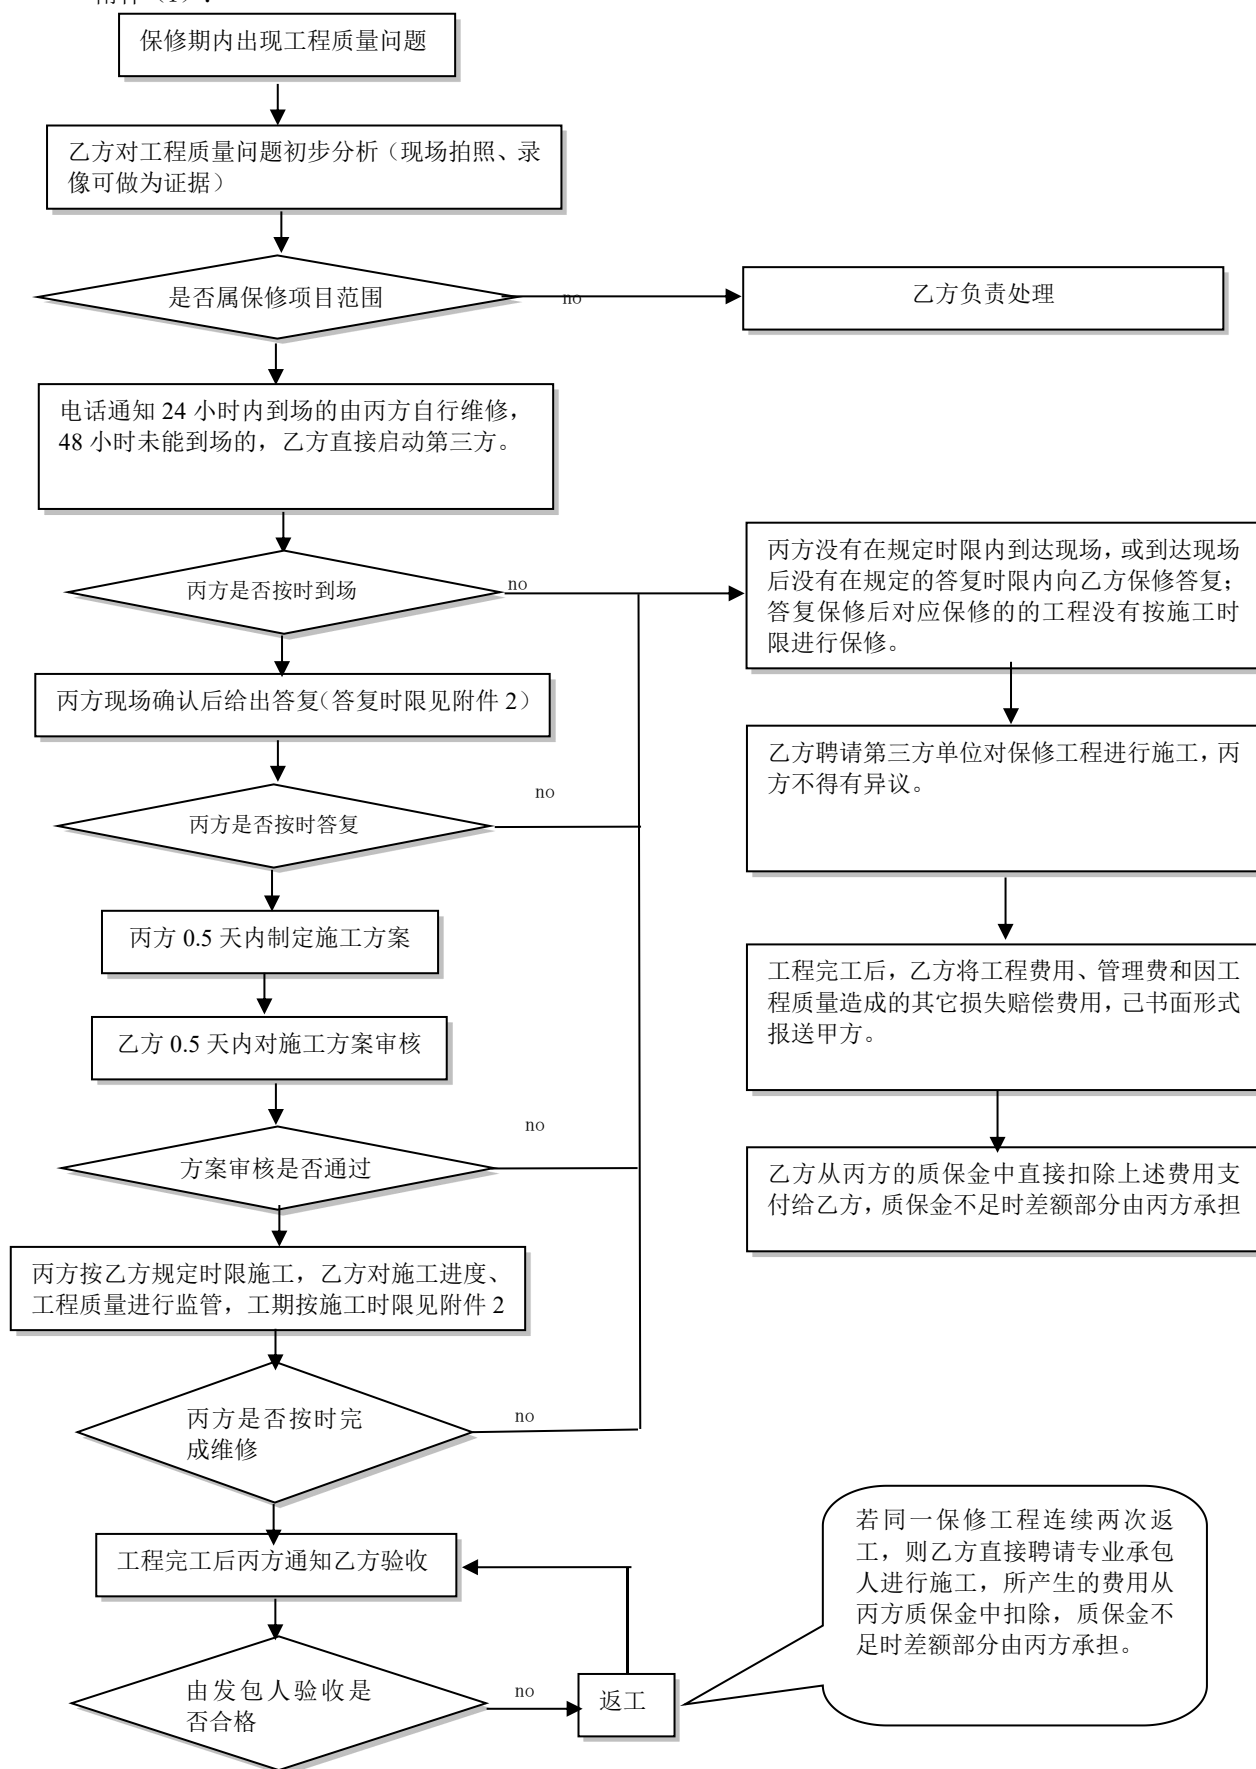 附件（1）：
保修期内出现工程质量问题
乙方对工程质量问题初步分析（现场拍照、录
像可做为证据）
是否属保修项目范围
no
乙方负责处理
电话通知 24 小时内到场的由丙方自行维修，
48 小时未能到场的，乙方直接启动第三方。
丙方是否按时到场
no
丙方没有在规定时限内到达现场，或到达现场
后没有在规定的答复时限内向乙方保修答复；
答复保修后对应保修的的工程没有按施工时
限进行保修。
丙方现场确认后给出答复（答复时限见附件 2）
乙方聘请第三方单位对保修工程进行施工，丙
方不得有异议。
丙方是否按时答复
no
丙方 0.5 天内制定施工方案
工程完工后，乙方将工程费用、管理费和因工
程质量造成的其它损失赔偿费用，己书面形式
报送甲方。
乙方 0.5 天内对施工方案审核
方案审核是否通过
no
乙方从丙方的质保金中直接扣除上述费用支
付给乙方，质保金不足时差额部分由丙方承担
丙方按乙方规定时限施工，乙方对施工进度、
工程质量进行监管，工期按施工时限见附件 2
丙方是否按时完
成维修
no
工程完工后丙方通知乙方验收
若同一保修工程连续两次返
工，则乙方直接聘请专业承包
人进行施工，所产生的费用从
丙方质保金中扣除，质保金不
足时差额部分由丙方承担。
由发包人验收是
否合格
no
返工